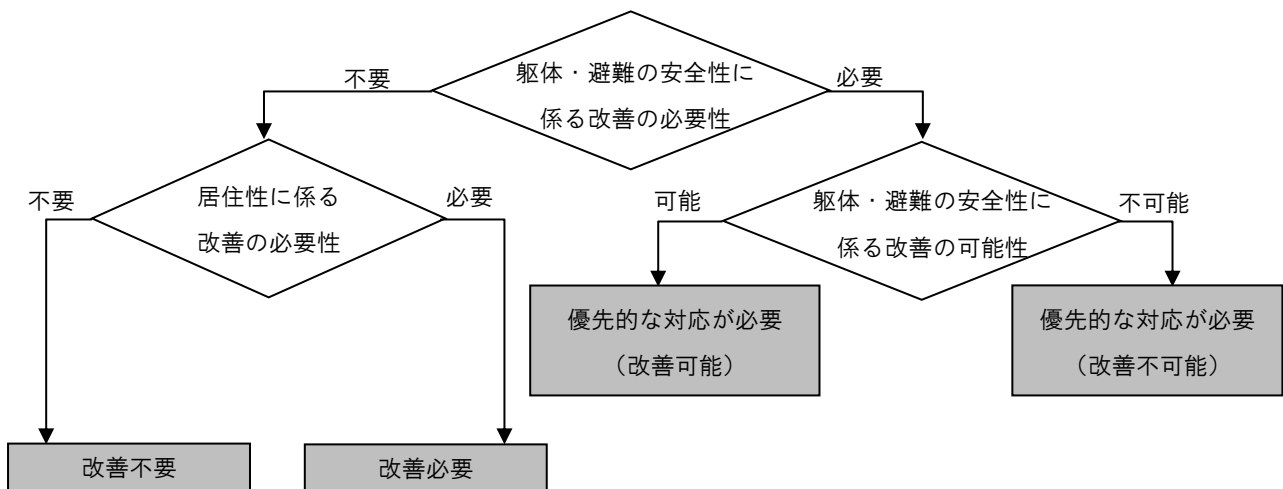 躯体・避難の安全性に
係る改善の必要性
不要
必要
居住性に係る
改善の必要性
不要
必要
躯体・避難の安全性に
係る改善の可能性
可能
不可能
優先的な対応が必要
（改善可能）
優先的な対応が必要
（改善不可能）
改善不要
改善必要